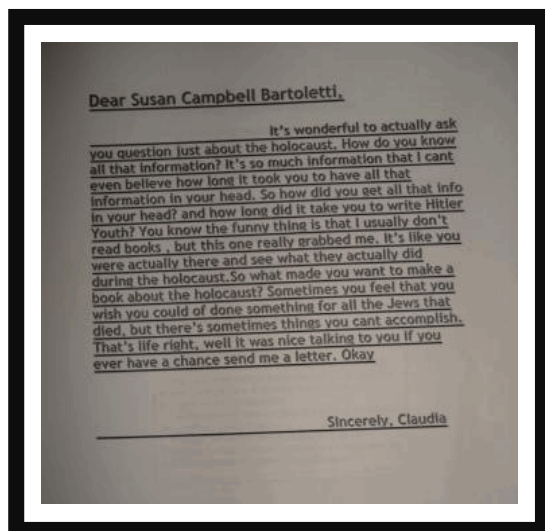 Dear Susan Campbell Bartoletti,
It's wonderful to actually ask
you question just about the holocaust. How do you know
all that information? It's so much information that I cant
even believe how long it took you to have all that
information in your head. So how did you get all that info
in your head? and how long did it take you to write Hitler
Youth? You know the funny thing is that I usually don't
read books , but this one really grabbed me. It's like you
were actually there and see what they actually did
during the holocaust.So what made you want to make a
book about the holocaust? Sometimes you feel that you
wish you could of done something for all the Jews that
died, but there's sometimes things you cant accomplish.
That's life right, well it was nice talking to you if you
ever have a chance send me a letter. Okay
Sincerely, Claudia